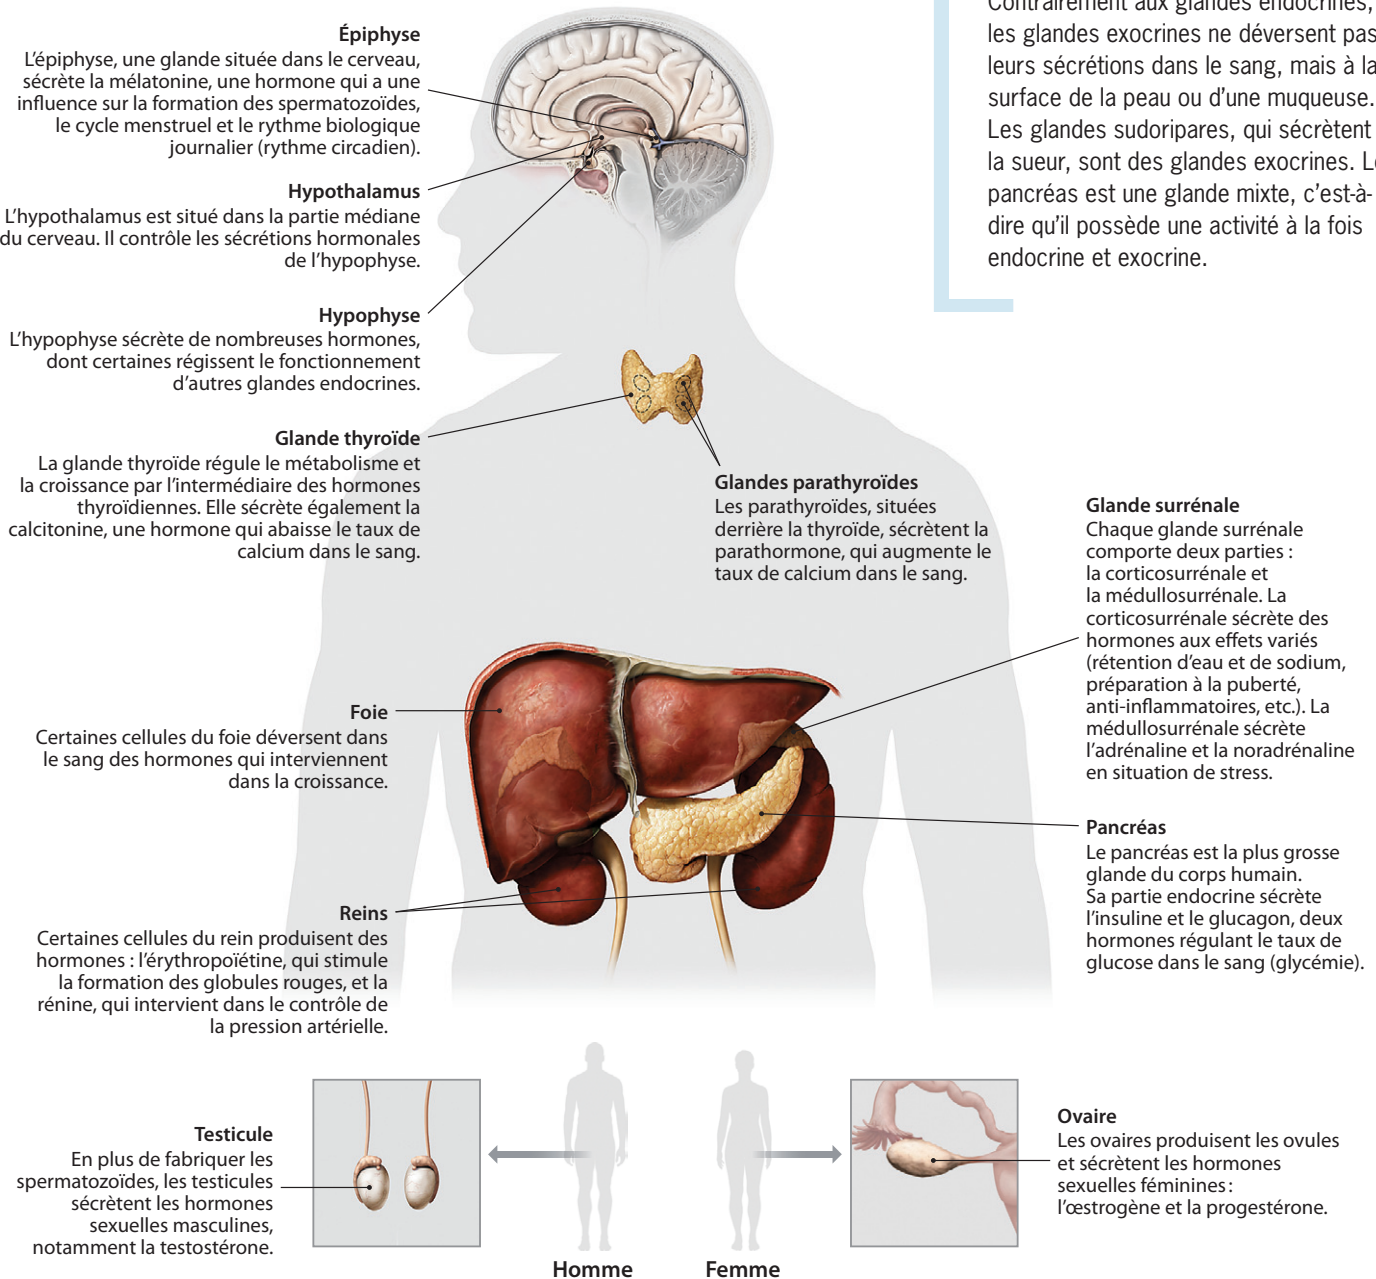 Épiphyse
L’épiphyse, une glande située dans le cerveau,
sécrète la mélatonine, une hormone qui a une
influence sur la formation des spermatozoïdes,
le cycle menstruel et le rythme biologique
journalier (rythme circadien).
Hypothalamus
L’hypothalamus est situé dans la partie médiane
du cerveau. Il contrôle les sécrétions hormonales
de l’hypophyse.
Hypophyse
L’hypophyse sécrète de nombreuses hormones,
dont certaines régissent le fonctionnement
d’autres glandes endocrines.
Glande thyroïde
La glande thyroïde régule le métabolisme et
la croissance par l’intermédiaire des hormones
thyroïdiennes. Elle sécrète également la
calcitonine, une hormone qui abaisse le taux de
calcium dans le sang.
Contrairement aux glandes endocrines,
les glandes exocrines ne déversent pas
leurs sécrétions dans le sang, mais à la
surface de la peau ou d’une muqueuse.
Les glandes sudoripares, qui sécrètent
la sueur, sont des glandes exocrines. Le
pancréas est une glande mixte, c’est-à-
dire qu’il possède une activité à la fois
endocrine et exocrine.
Glandes parathyroïdes
Les parathyroïdes, situées
derrière la thyroïde, sécrètent la
parathormone, qui augmente le
taux de calcium dans le sang.
Glande surrénale
Chaque glande surrénale
comporte deux parties :
la corticosurrénale et
la médullosurrénale. La
corticosurrénale sécrète des
hormones aux effets variés
(rétention d’eau et de sodium,
préparation à la puberté,
anti-inflammatoires, etc.). La
médullosurrénale sécrète
l’adrénaline et la noradrénaline
en situation de stress.
Foie
Certaines cellules du foie déversent dans
le sang des hormones qui interviennent
dans la croissance.
Pancréas
Le pancréas est la plus grosse
glande du corps humain.
Sa partie endocrine sécrète
l’insuline et le glucagon, deux
hormones régulant le taux de
glucose dans le sang (glycémie).
Reins
Certaines cellules du rein produisent des
hormones : l’érythropoïétine, qui stimule
la formation des globules rouges, et la
rénine, qui intervient dans le contrôle de
la pression artérielle.
Testicule
En plus de fabriquer les
spermatozoïdes, les testicules
sécrètent les hormones
sexuelles masculines,
notamment la testostérone.
Homme
Femme
Ovaire
Les ovaires produisent les ovules
et sécrètent les hormones
sexuelles féminines :
l’œstrogène et la progestérone.